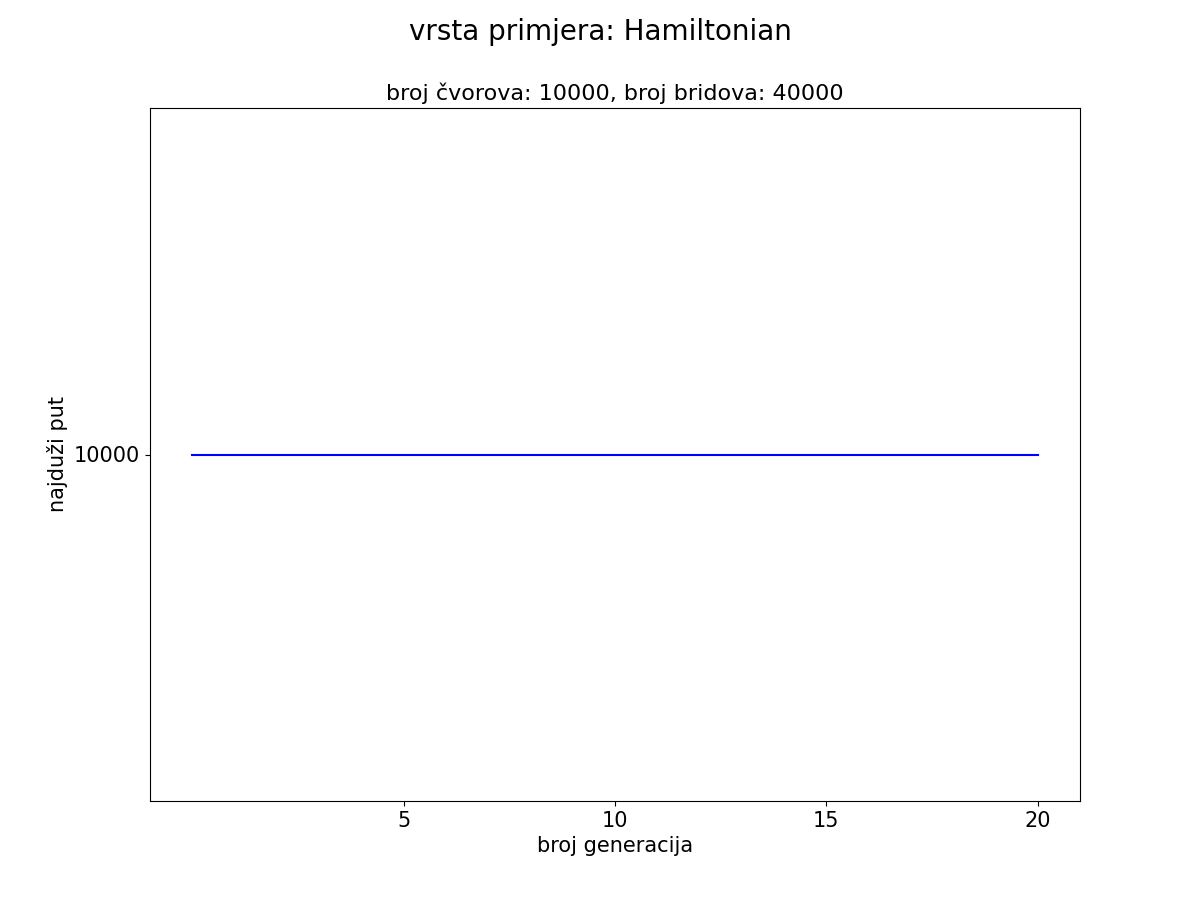 vrsta primjera: Hamiltonian
broj čvorova: 10000, broj bridova: 40000
najduži put
10000
5 10 15 20
broj generacija